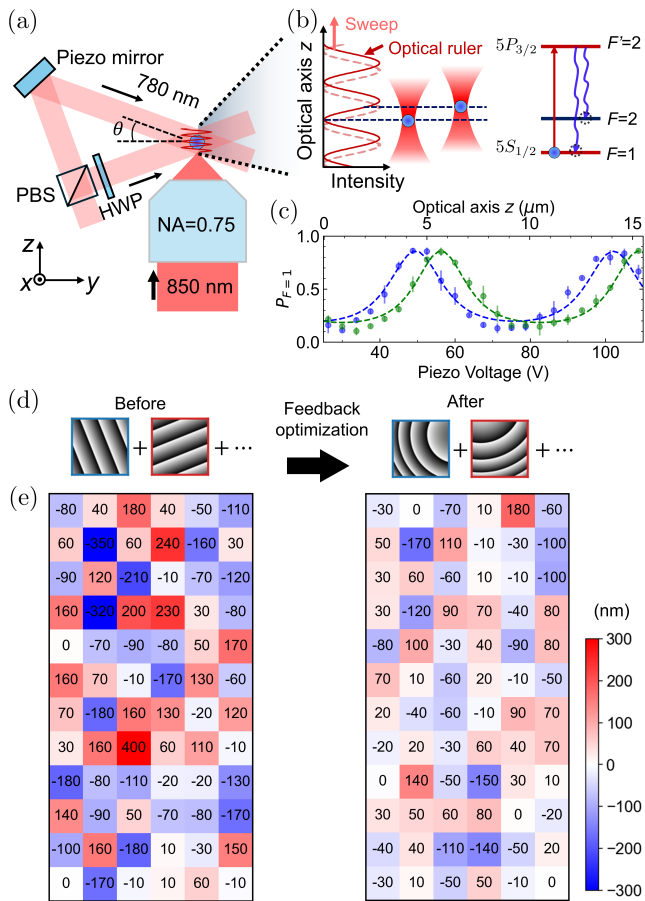 (a)
Piezo mirror
780 nm
θ
PBS
HWP
NA=0.75
850 nm
z
x
y
(b)
Optical axis z
Sweep
Optical ruler
Intensity
5P3/2
F'=2
F=2
5S1/2
F=1
(c)
Optical axis z (μm)
0 5 10 15
PF=1
1.0
0.5
0.0
40 60 80 100
Piezo Voltage (V)
(d)
Before
Feedback
optimization
After
+ + ···
+ + ···
(e)
-80 40 180 40 -50 -110
60 -350 60 240 -160 30
-90 120 -210 -10 -70 -120
160 -320 200 230 30 -80
0 -70 -90 -80 50 170
160 70 -10 -170 130 -60
70 -180 160 130 -20 120
30 160 400 60 110 -10
-180 -80 -110 -20 -20 -130
140 -90 50 -70 -80 -170
-100 160 -180 10 -30 150
0 -170 -10 10 60 -10
-30 0 -70 10 180 -60
50 -170 110 -10 -30 -100
30 60 -60 10 -10 -100
30 -120 90 70 -40 80
-80 100 -30 40 -90 80
70 10 -60 20 -10 -50
20 -40 -60 -10 90 70
-20 20 -30 60 40 70
0 140 -50 -150 30 10
30 50 60 80 0 -20
-40 40 -110 -140 -50 20
-30 10 -50 50 -10 0
(nm)
300
200
100
0
-100
-200
-300